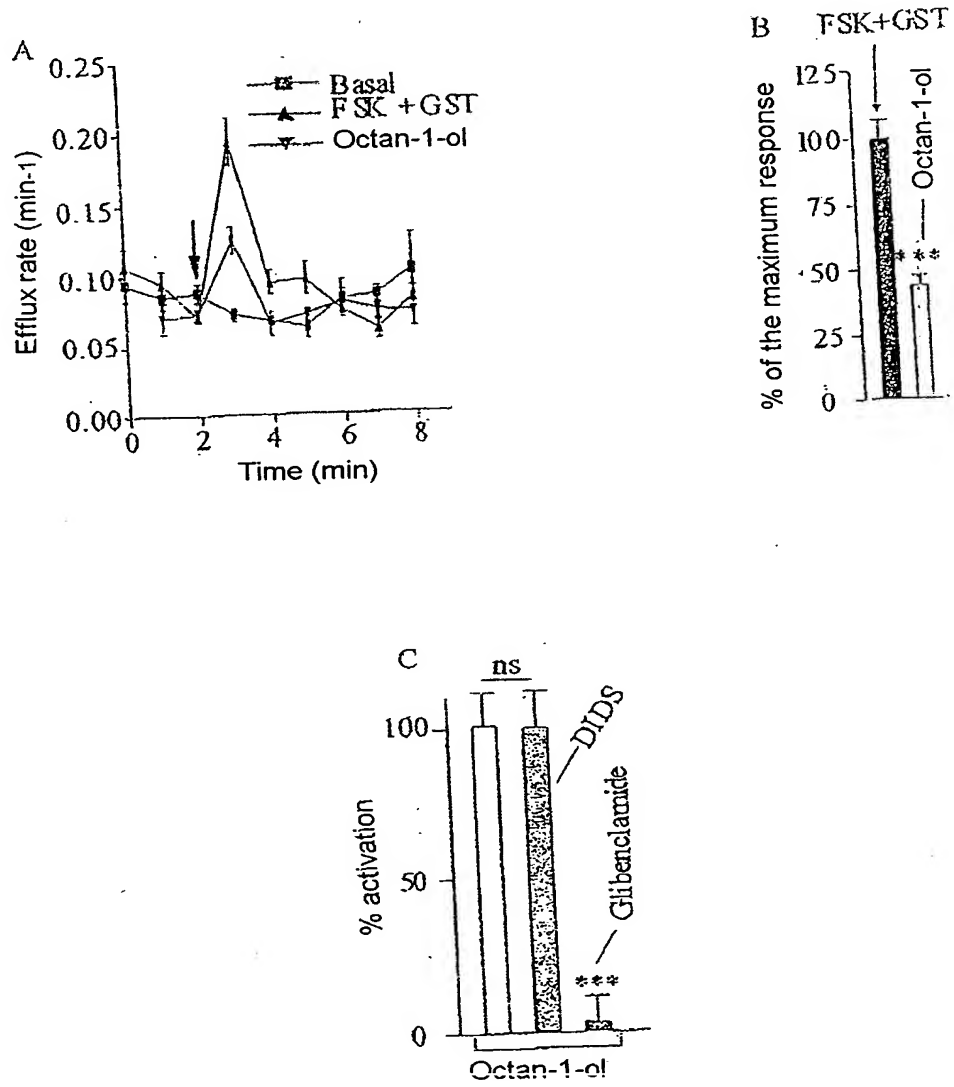 A
0.25
0.20
0.15
0.10
0.05
0.00
Efflux rate (min-1)
0
2
4
6
8
Time (min)
Basal
FSK + GST
Octan-1-ol
B
FSK+GST
125
100
75
50
25
0
% of the maximum response
Octan-1-ol
***
C
ns
100
50
0
% activation
DIDS
Glibenclamide
***
Octan-1-ol